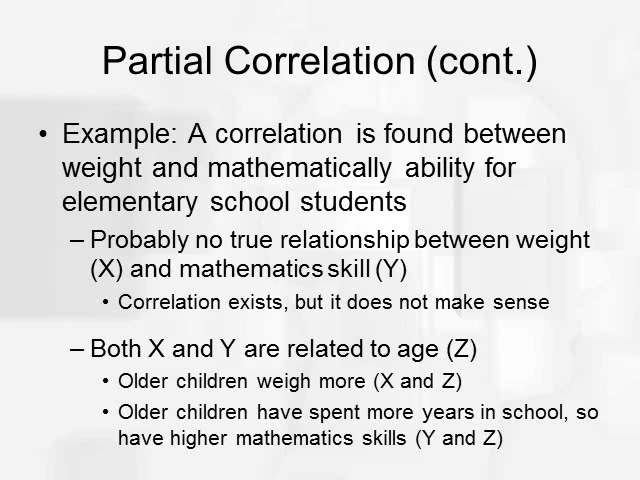 Partial Correlation (cont.)
• Example: A correlation is found between
weight and mathematically ability for
elementary school students
– Probably no true relationship between weight
(X) and mathematics skill (Y)
• Correlation exists, but it does not make sense
– Both X and Y are related to age (Z)
• Older children weigh more (X and Z)
• Older children have spent more years in school, so
have higher mathematics skills (Y and Z)